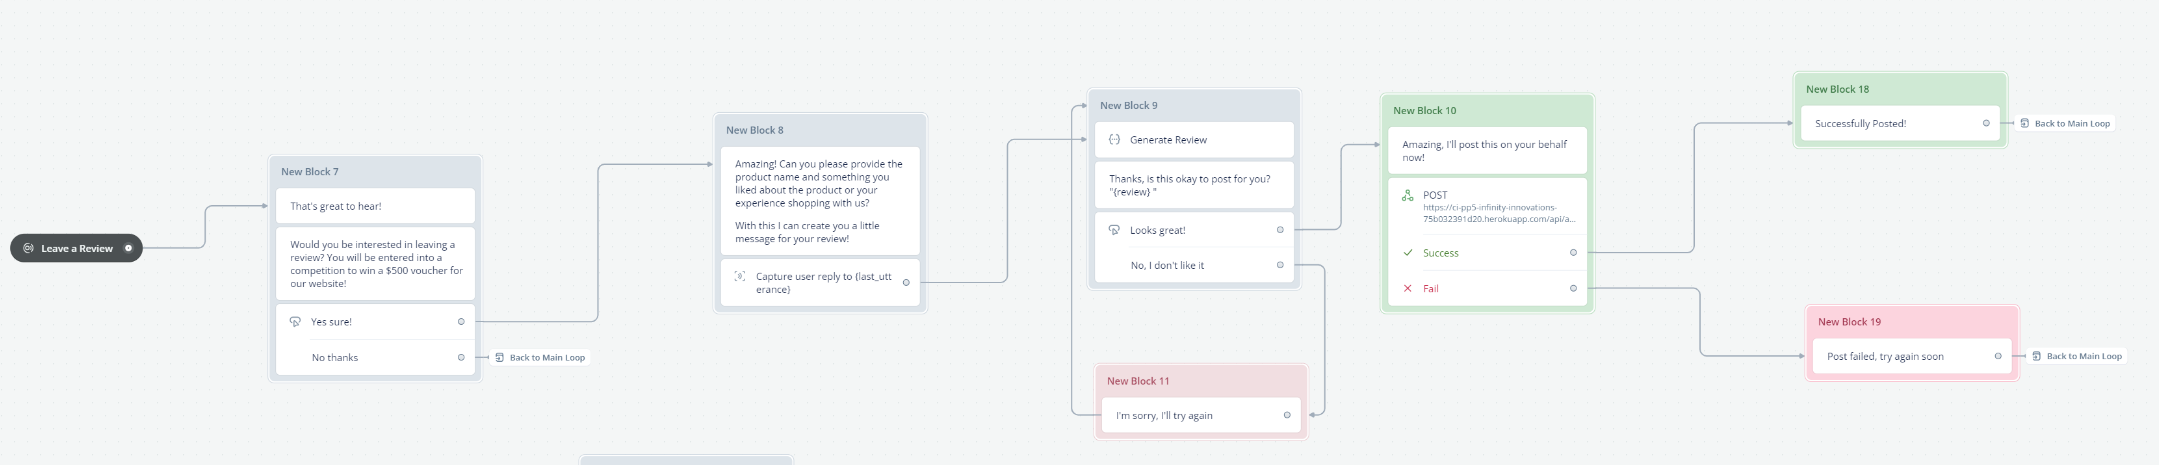 Leave a Review
New Block 7
That's great to hear!
Would you be interested in leaving a
review? You will be entered into a
competition to win a $500 voucher for
our website!
Yes sure!
No thanks
Back to Main Loop
New Block 8
Amazing! Can you please provide the
product name and something you
liked about the product or your
experience shopping with us?
With this I can create you a little
message for your review!
Capture user reply to {last_utt
erance}
New Block 9
Generate Review
Thanks, is this okay to post for you?
"{review} "
Looks great!
No, I don't like it
New Block 11
I'm sorry, I'll try again
New Block 10
Amazing, I'll post this on your behalf
now!
POST
https://ci-pp5-infinity-innovations-
75b032391d20.herokuapp.com/api/a...
Success
Fail
New Block 18
Successfully Posted!
Back to Main Loop
New Block 19
Post failed, try again soon
Back to Main Loop